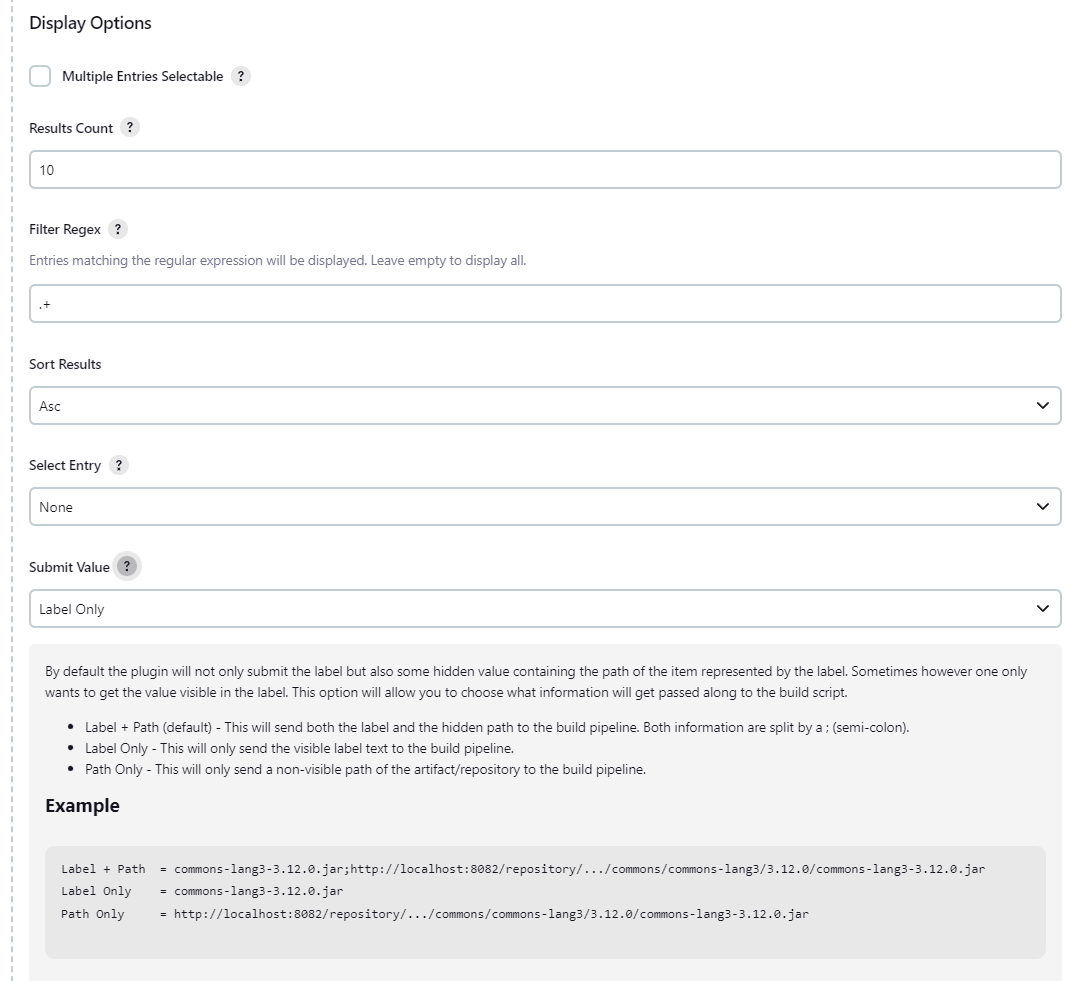 Display Options
Multiple Entries Selectable ?
Results Count ?
10
Filter Regex ?
Entries matching the regular expression will be displayed. Leave empty to display all.
.+
Sort Results
Asc
Select Entry ?
None
Submit Value ?
Label Only
By default the plugin will not only submit the label but also some hidden value containing the path of the item represented by the label. Sometimes however one only
wants to get the value visible in the label. This option will allow you to choose what information will get passed along to the build script.
• Label + Path (default) - This will send both the label and the hidden path to the build pipeline. Both information are split by a ; (semi-colon).
• Label Only - This will only send the visible label text to the build pipeline.
• Path Only - This will only send a non-visible path of the artifact/repository to the build pipeline.
Example
Label + Path  = commons-lang3-3.12.0.jar;http://localhost:8082/repository/.../commons/commons-lang3/3.12.0/commons-lang3-3.12.0.jar
Label Only    = commons-lang3-3.12.0.jar
Path Only     = http://localhost:8082/repository/.../commons/commons-lang3/3.12.0/commons-lang3-3.12.0.jar